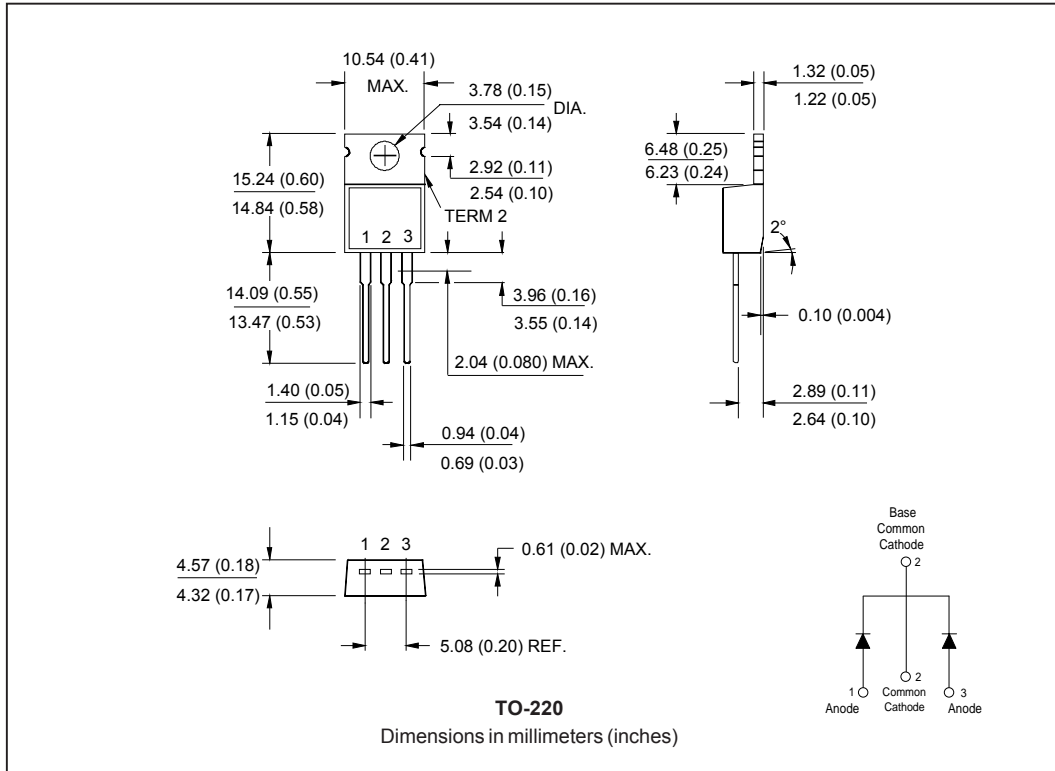 10.54 (0.41)
MAX.
3.78 (0.15)
3.54 (0.14)
DIA.
2.92 (0.11)
2.54 (0.10)
TERM 2
15.24 (0.60)
14.84 (0.58)
1 2 3
14.09 (0.55)
13.47 (0.53)
3.96 (0.16)
3.55 (0.14)
2.04 (0.080) MAX.
1.40 (0.05)
1.15 (0.04)
0.94 (0.04)
0.69 (0.03)
1.32 (0.05)
1.22 (0.05)
6.48 (0.25)
6.23 (0.24)
2°
0.10 (0.004)
2.89 (0.11)
2.64 (0.10)
1 2 3
4.57 (0.18)
4.32 (0.17)
0.61 (0.02) MAX.
5.08 (0.20) REF.
Base
Common
Cathode
2
1
Anode
2
Common
Cathode
3
Anode
TO-220
Dimensions in millimeters (inches)